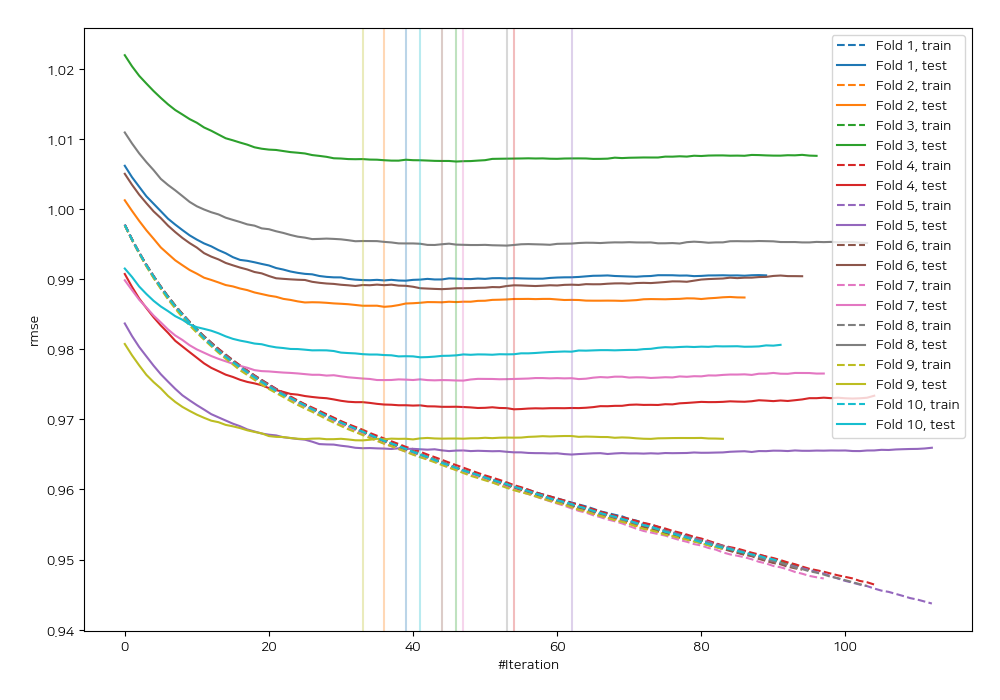 1.02
1.01
1.00
0.99
0.98
0.97
0.96
0.95
0.94
rmse
0
20
40
60
80
100
#Iteration
Fold 1, train
Fold 1, test
Fold 2, train
Fold 2, test
Fold 3, train
Fold 3, test
Fold 4, train
Fold 4, test
Fold 5, train
Fold 5, test
Fold 6, train
Fold 6, test
Fold 7, train
Fold 7, test
Fold 8, train
Fold 8, test
Fold 9, train
Fold 9, test
Fold 10, train
Fold 10, test